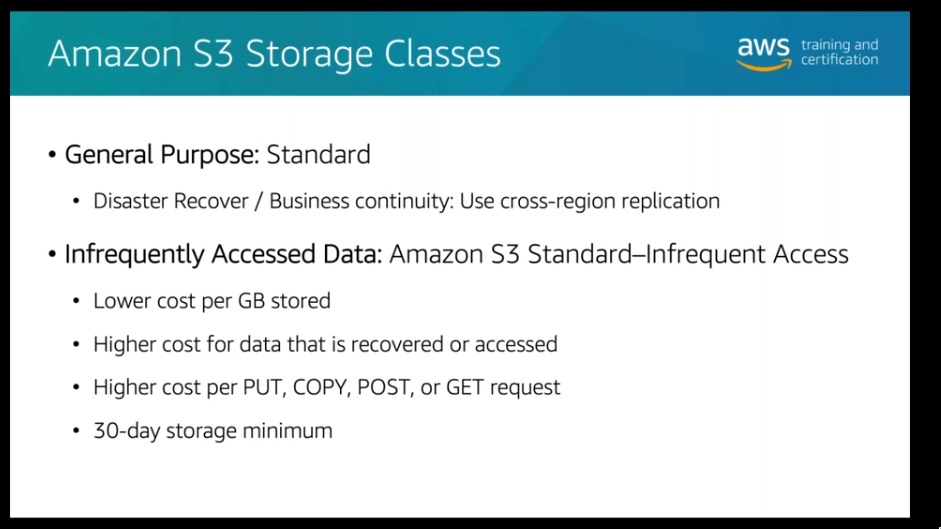 Amazon S3 Storage Classes
aws training and
certification
• General Purpose: Standard
• Disaster Recover / Business continuity: Use cross-region replication
• Infrequently Accessed Data: Amazon S3 Standard–Infrequent Access
• Lower cost per GB stored
• Higher cost for data that is recovered or accessed
• Higher cost per PUT, COPY, POST, or GET request
• 30-day storage minimum